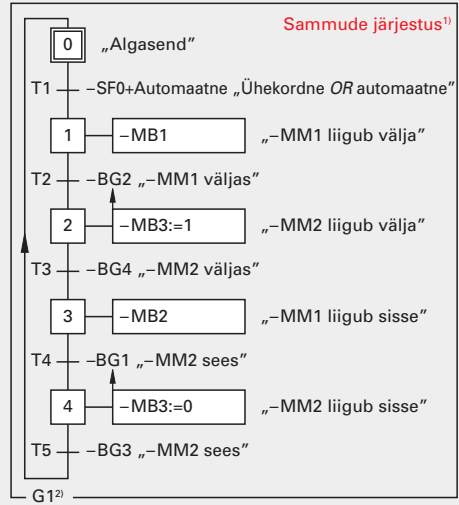 Sammude järjestus¹⁾
0 „Algasend”
T1 –SF0+Automaatne „Ühekordne OR automaatne”
1 –MB1 „–MM1 liigub välja”
T2 –BG2 „–MM1 väljas”
2 –MB3:=1 „–MM2 liigub välja”
T3 –BG4 „–MM2 väljas”
3 –MB2 „–MM1 liigub sisse”
T4 –BG1 „–MM2 sees”
4 –MB3:=0 „–MM2 liigub sisse”
T5 –BG3 „–MM2 sees”
G1²⁾